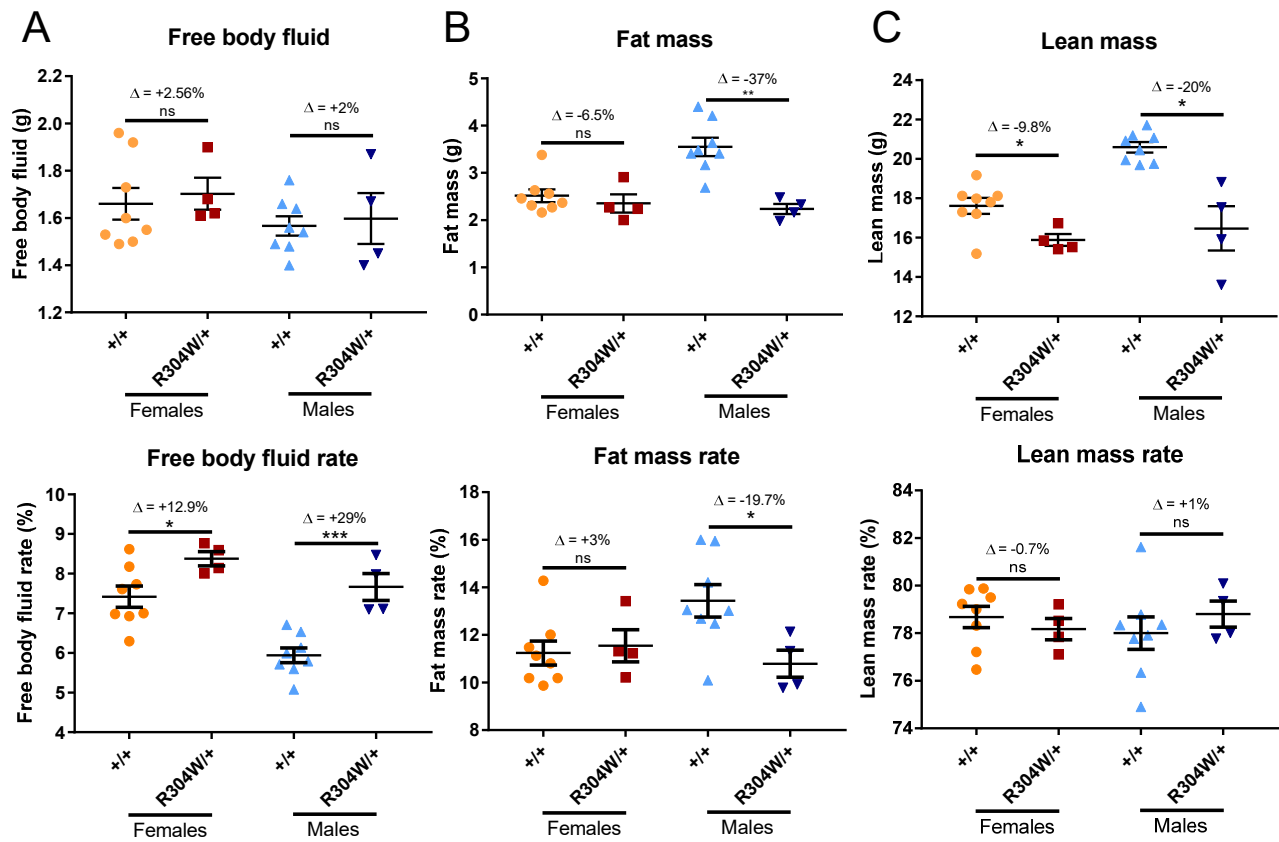 A
Free body fluid
Free body fluid (g)
2.2
2.0
1.8
1.6
1.4
1.2
Δ = +2.56%
ns
Δ = +2%
ns
+/+
R304W/+
+/+
R304W/+
Females
Males
B
Fat mass
Fat mass (g)
5
4
3
2
1
0
Δ = -6.5%
ns
Δ = -37%
**
+/+
R304W/+
+/+
R304W/+
Females
Males
C
Lean mass
Lean mass (g)
24
22
20
18
16
14
12
Δ = -9.8%
*
Δ = -20%
*
+/+
R304W/+
+/+
R304W/+
Females
Males
Free body fluid rate
Free body fluid rate (%)
10
9
8
7
6
5
4
Δ = +12.9%
*
Δ = +29%
***
+/+
R304W/+
+/+
R304W/+
Females
Males
Fat mass rate
Fat mass rate (%)
18
16
14
12
10
8
Δ = +3%
ns
Δ = -19.7%
*
+/+
R304W/+
+/+
R304W/+
Females
Males
Lean mass rate
Lean mass rate (%)
84
82
80
78
76
74
Δ = -0.7%
ns
Δ = +1%
ns
+/+
R304W/+
+/+
R304W/+
Females
Males